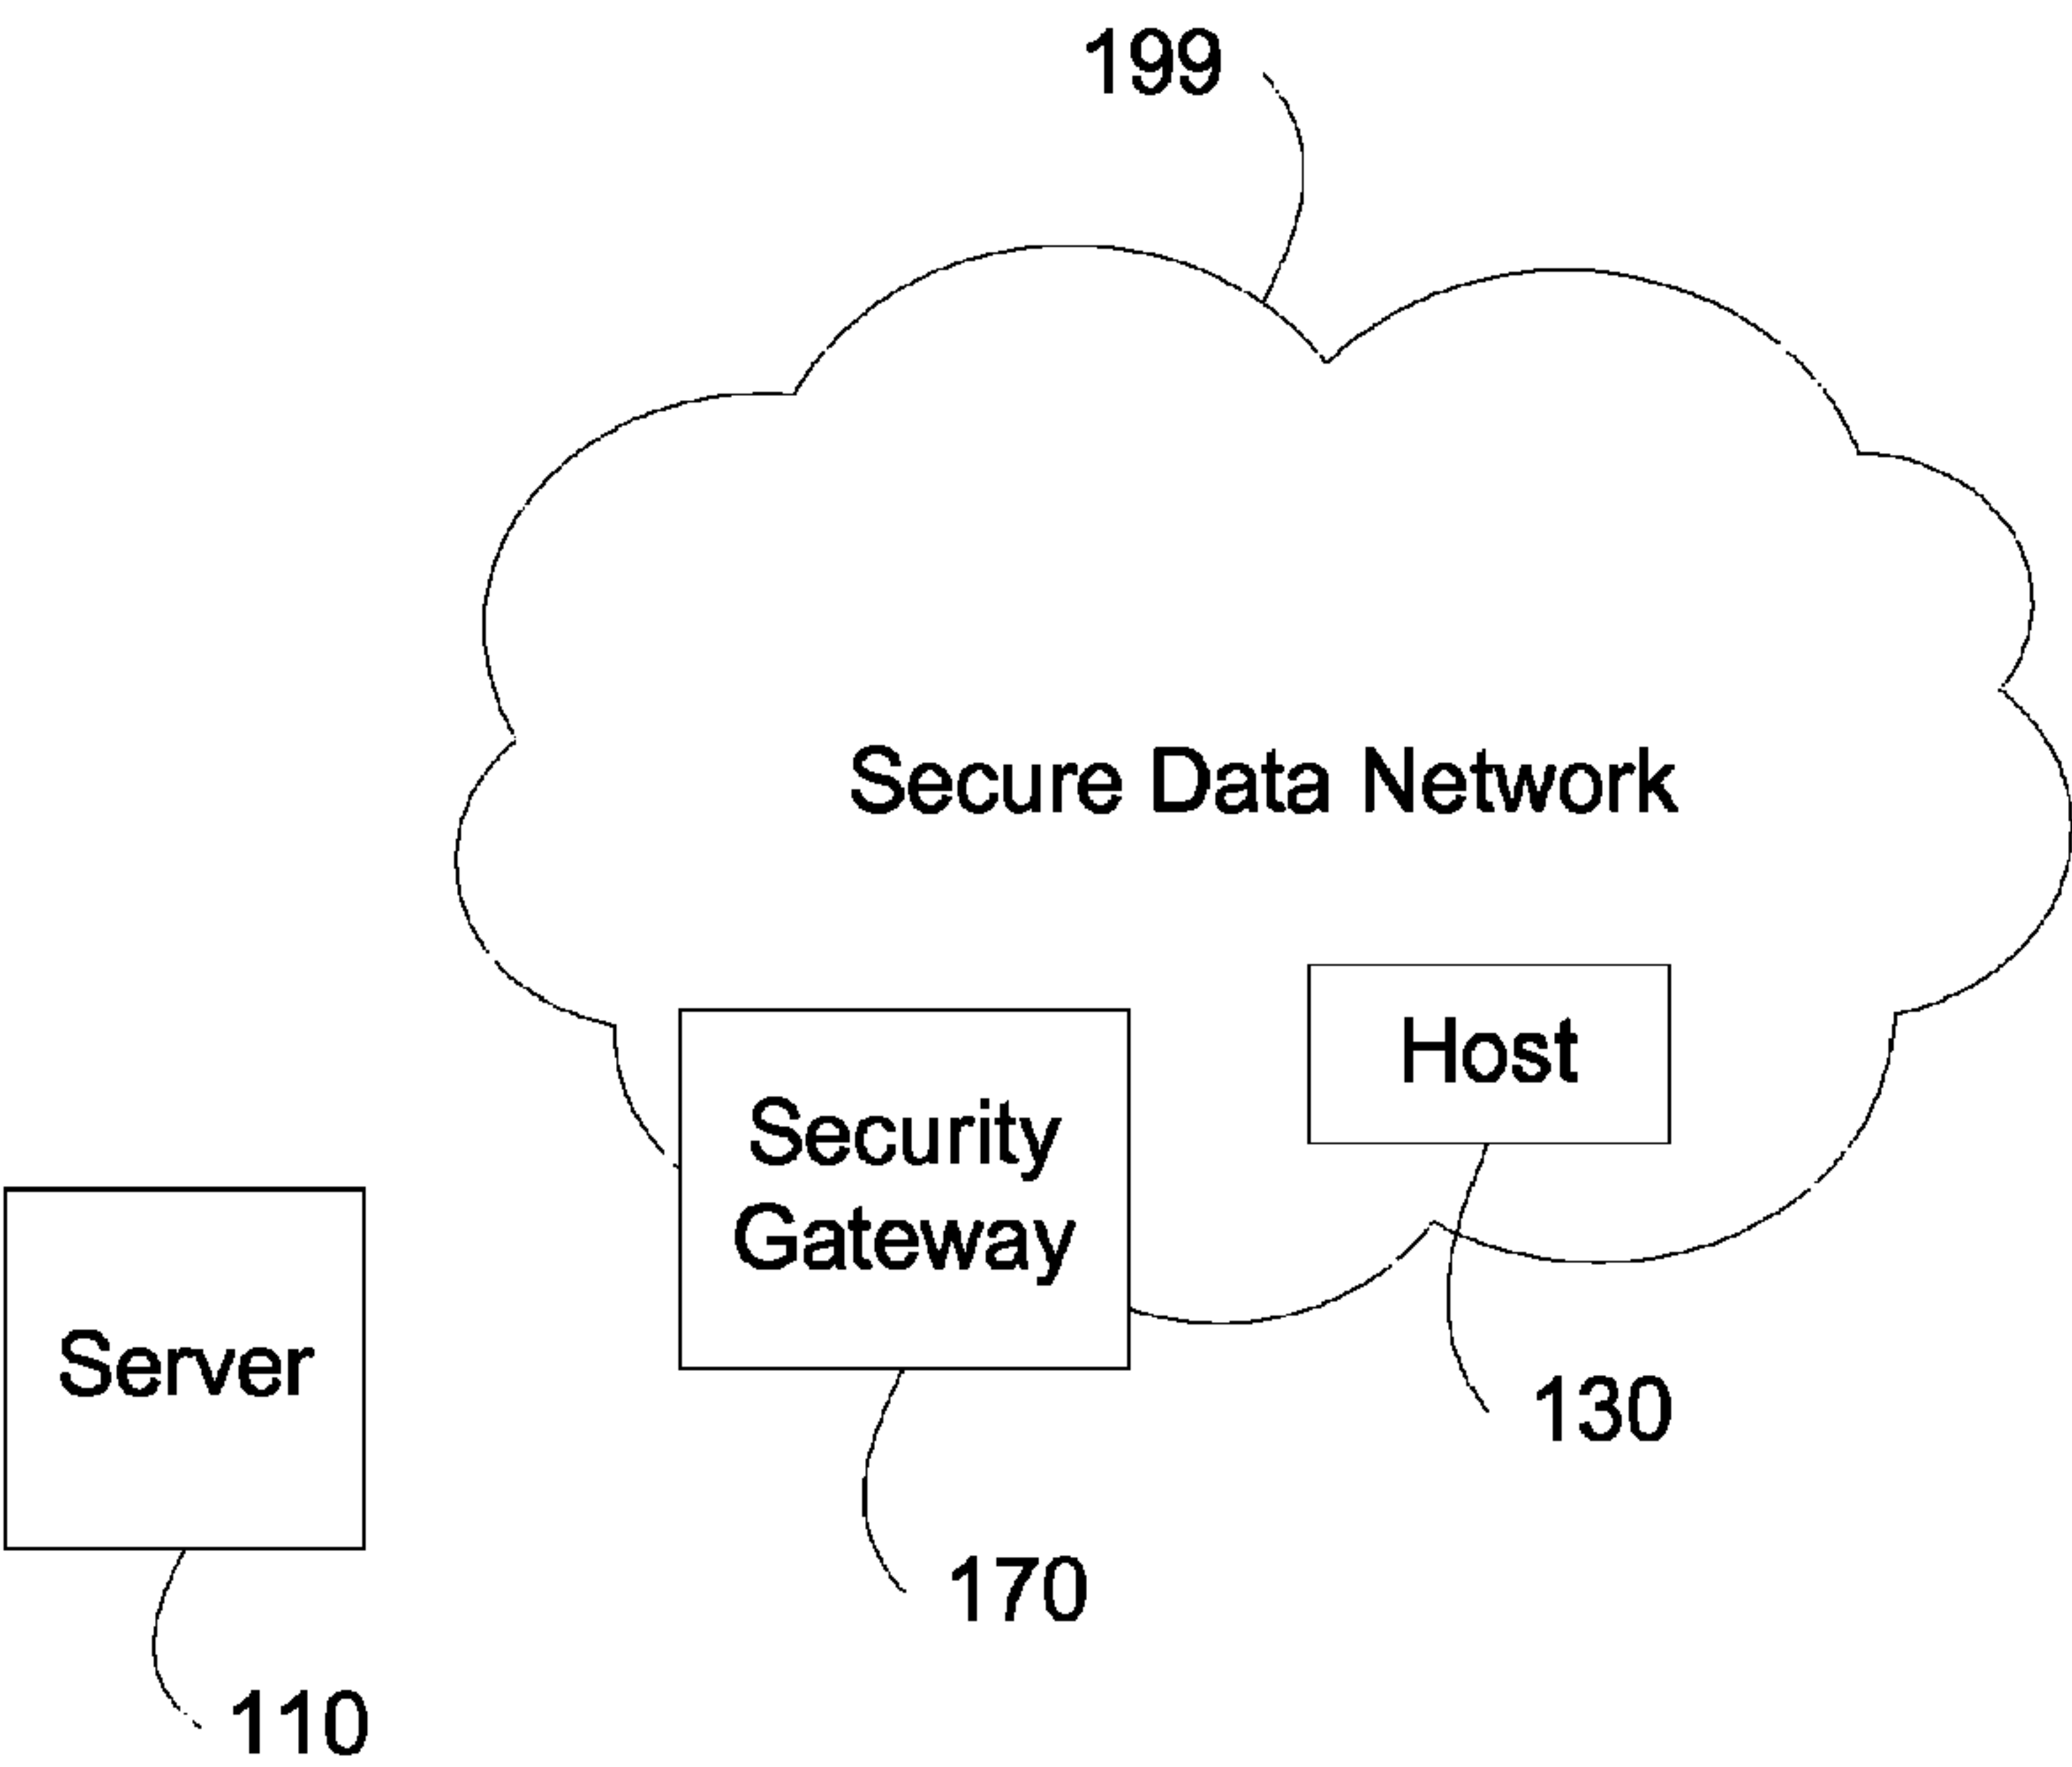 199
Secure Data Network
Host
Security
Gateway
Server
130
170
110